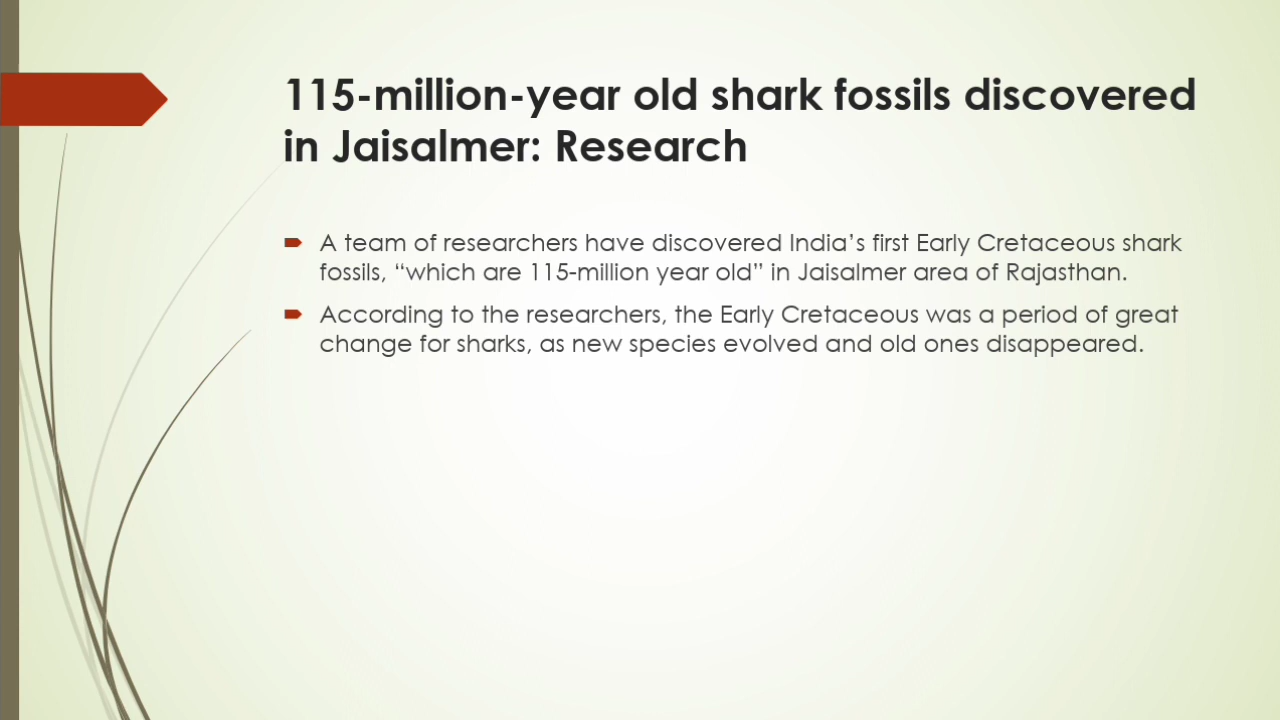 115-million-year old shark fossils discovered
in Jaisalmer: Research
A team of researchers have discovered India’s first Early Cretaceous shark
fossils, “which are 115-million year old” in Jaisalmer area of Rajasthan.
According to the researchers, the Early Cretaceous was a period of great
change for sharks, as new species evolved and old ones disappeared.